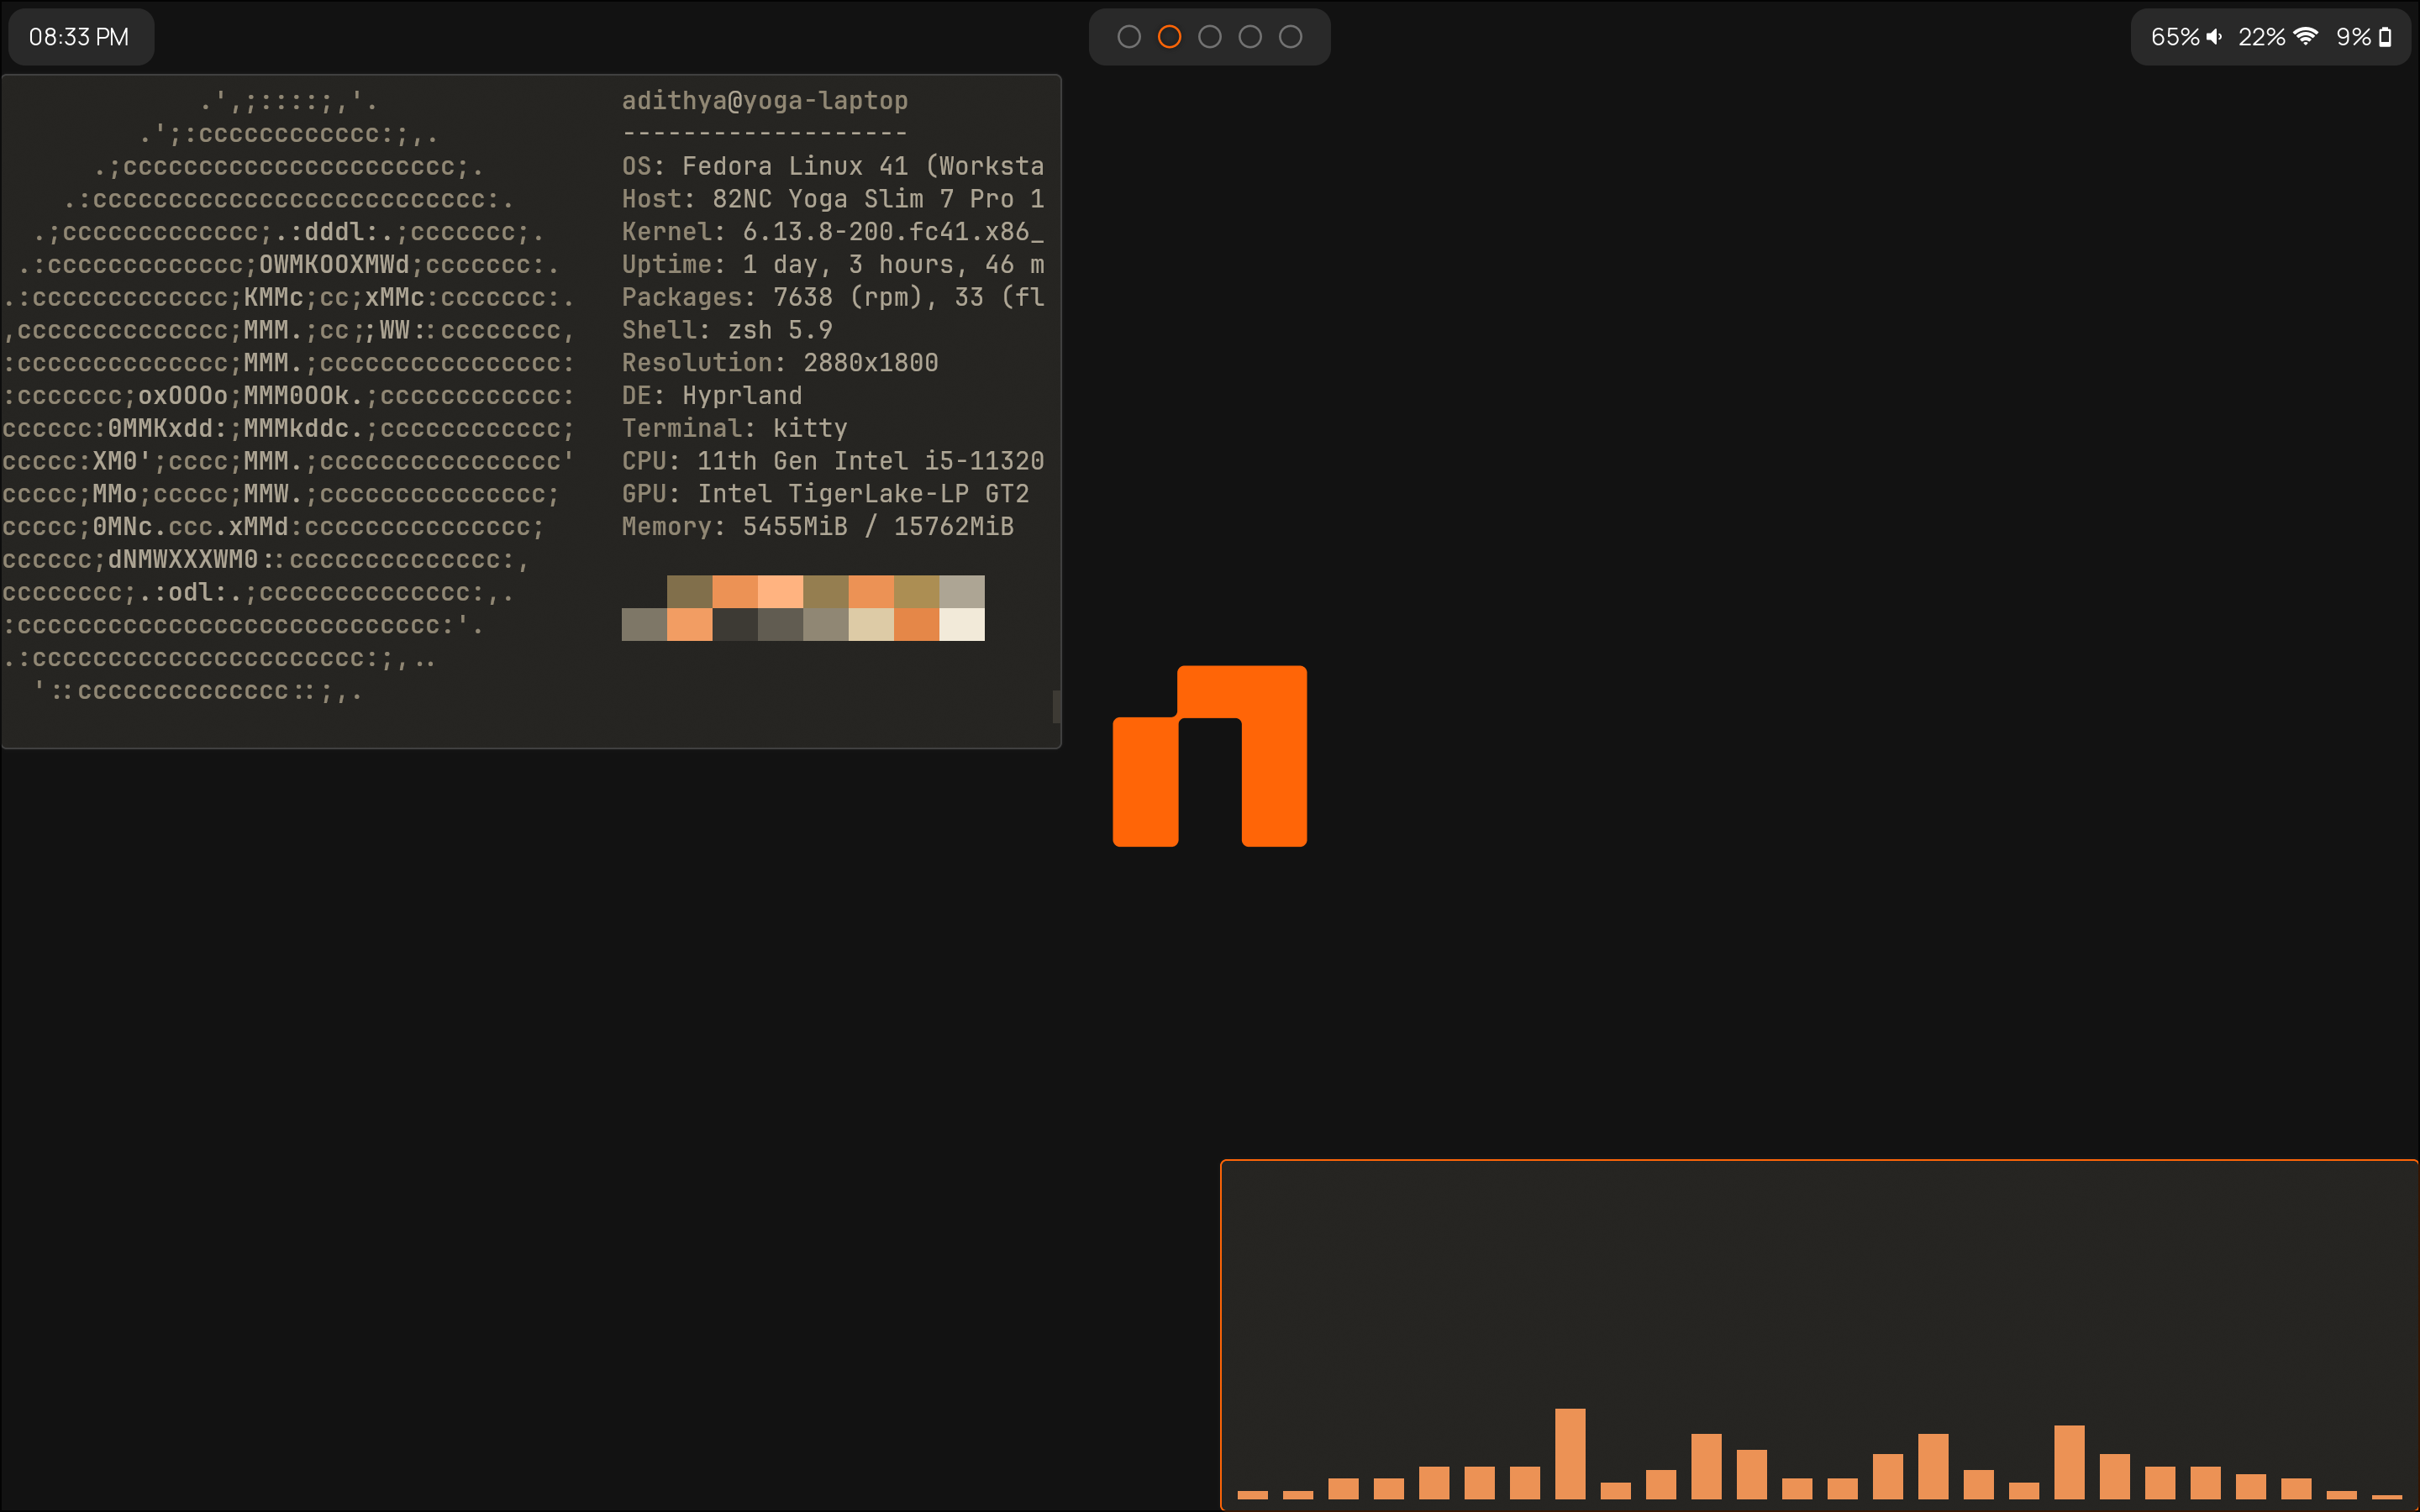 08:33 PM
65% 22% 9%
.',;::::;,'.
.';:cccccccccccc:;,.
.;cccccccccccccccccccccc;.
.:cccccccccccccccccccccccccc:.
.;ccccccccccccc;.:dddl:.;ccccccc;.
.:ccccccccccccc;OWMKOOXMWd;ccccccc:.
.:ccccccccccccc;KMMc;cc;xMMc:ccccccc:.
,cccccccccccccc;MMM.;cc;;WW::cccccccc,
:cccccccccccccc;MMM.;cccccccccccccccc:
:ccccccc;oxOOOo;MMM0OOk.;cccccccccccc:
cccccc:0MMKxdd:;MMMkddc.;cccccccccccc;
ccccc:XM0';cccc;MMM.;cccccccccccccccc'
ccccc;MMo;ccccc;MMW.;ccccccccccccccc;
ccccc;0MNc.ccc.xMMd:ccccccccccccccc;
cccccc;dNMWXXXWM0::cccccccccccccc:,
cccccccc;.:odl:.;cccccccccccccc:,.
:cccccccccccccccccccccccccccc:'.
.:cccccccccccccccccccccc:;,..
'::cccccccccccccc::;,.
adithya@yoga-laptop
-------------------
OS: Fedora Linux 41 (Worksta
Host: 82NC Yoga Slim 7 Pro 1
Kernel: 6.13.8-200.fc41.x86_
Uptime: 1 day, 3 hours, 46 m
Packages: 7638 (rpm), 33 (fl
Shell: zsh 5.9
Resolution: 2880x1800
DE: Hyprland
Terminal: kitty
CPU: 11th Gen Intel i5-11320
GPU: Intel TigerLake-LP GT2
Memory: 5455MiB / 15762MiB